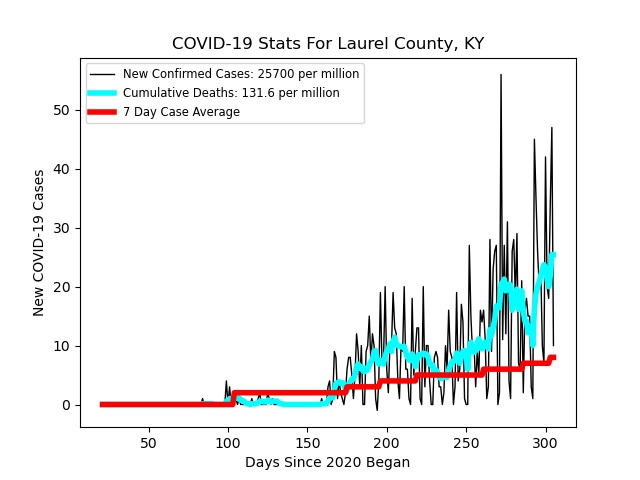 COVID-19 Stats For Laurel County, KY
New Confirmed Cases: 25700 per million
Cumulative Deaths: 131.6 per million
7 Day Case Average
New COVID-19 Cases
50
40
30
20
10
0
50 100 150 200 250 300
Days Since 2020 Began